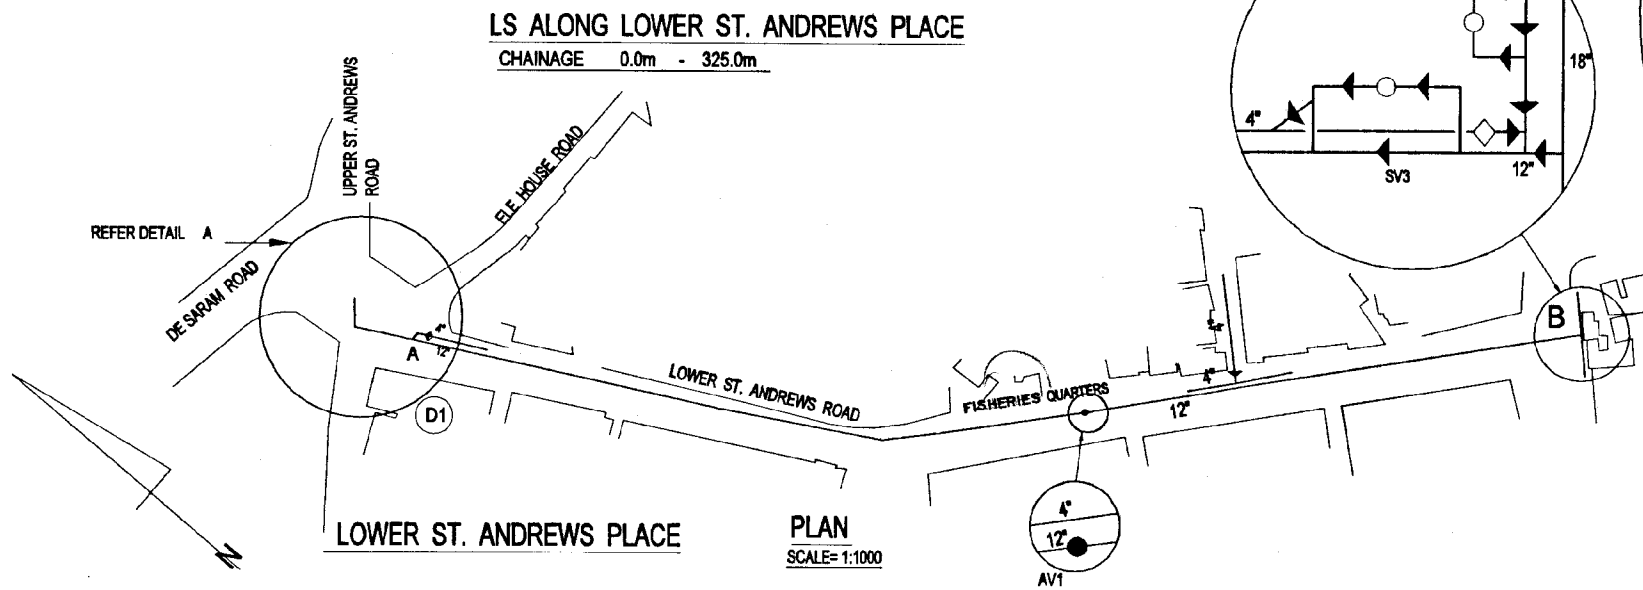 LS ALONG LOWER ST. ANDREWS PLACE
CHAINAGE 0.0m - 325.0m
18"
4"
12"
SV3
UPPER ST. ANDREWS
ROAD
ELE HOUSE ROAD
REFER DETAIL A
DE SARAM ROAD
B
4"
12"
A
LOWER ST. ANDREWS ROAD
4"
FISHERIES QUARTERS
12"
D1
4"
12"
AV1
N
LOWER ST. ANDREWS PLACE
PLAN
SCALE= 1:1000